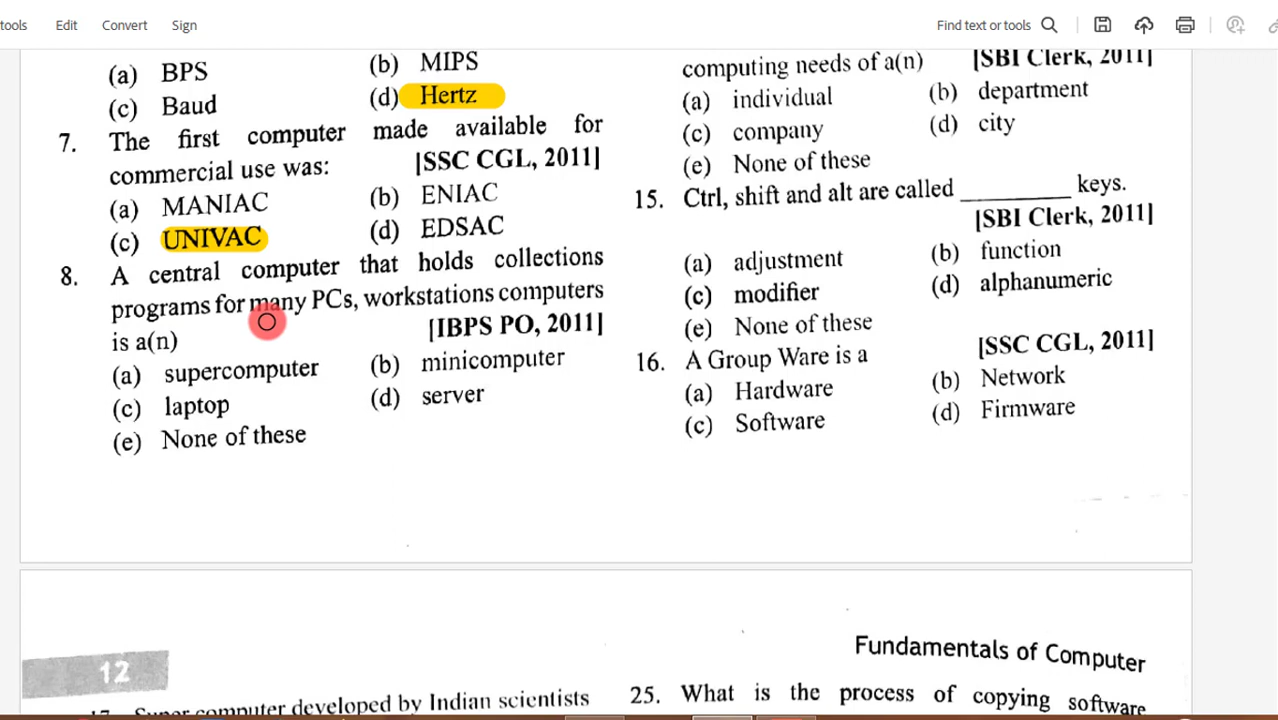 tools Edit Convert Sign Find text or tools
(a) BPS (b) MIPS
(c) Baud (d) Hertz
7. The first computer made available for
commercial use was: [SSC CGL, 2011]
(a) MANIAC (b) ENIAC
(c) UNIVAC (d) EDSAC
8. A central computer that holds collections
programs for many PCs, workstations computers
is a(n) [IBPS PO, 2011]
(a) supercomputer (b) minicomputer
(c) laptop (d) server
(e) None of these
computing needs of a(n) [SBI Clerk, 2011]
(a) individual (b) department
(c) company (d) city
(e) None of these
15. Ctrl, shift and alt are called ________ keys.
[SBI Clerk, 2011]
(a) adjustment (b) function
(c) modifier (d) alphanumeric
(e) None of these
16. A Group Ware is a [SSC CGL, 2011]
(a) Hardware (b) Network
(c) Software (d) Firmware
12 Fundamentals of Computer
17. Super computer developed by Indian scientists
25. What is the process of copying software